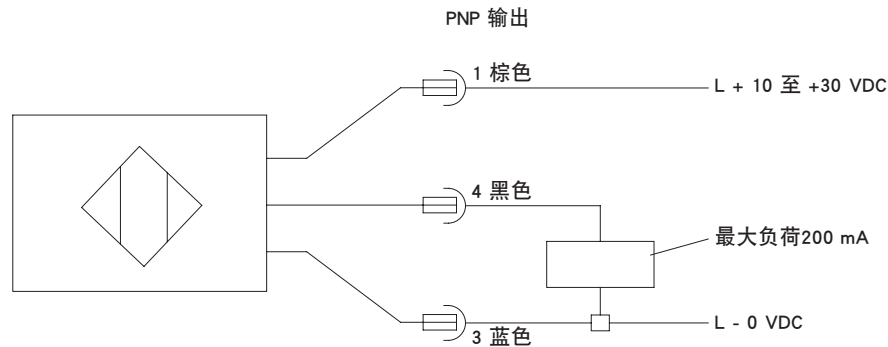 PNP 输出
1 棕色
L + 10 至 +30 VDC
4 黑色
最大负荷200 mA
L - 0 VDC
3 蓝色